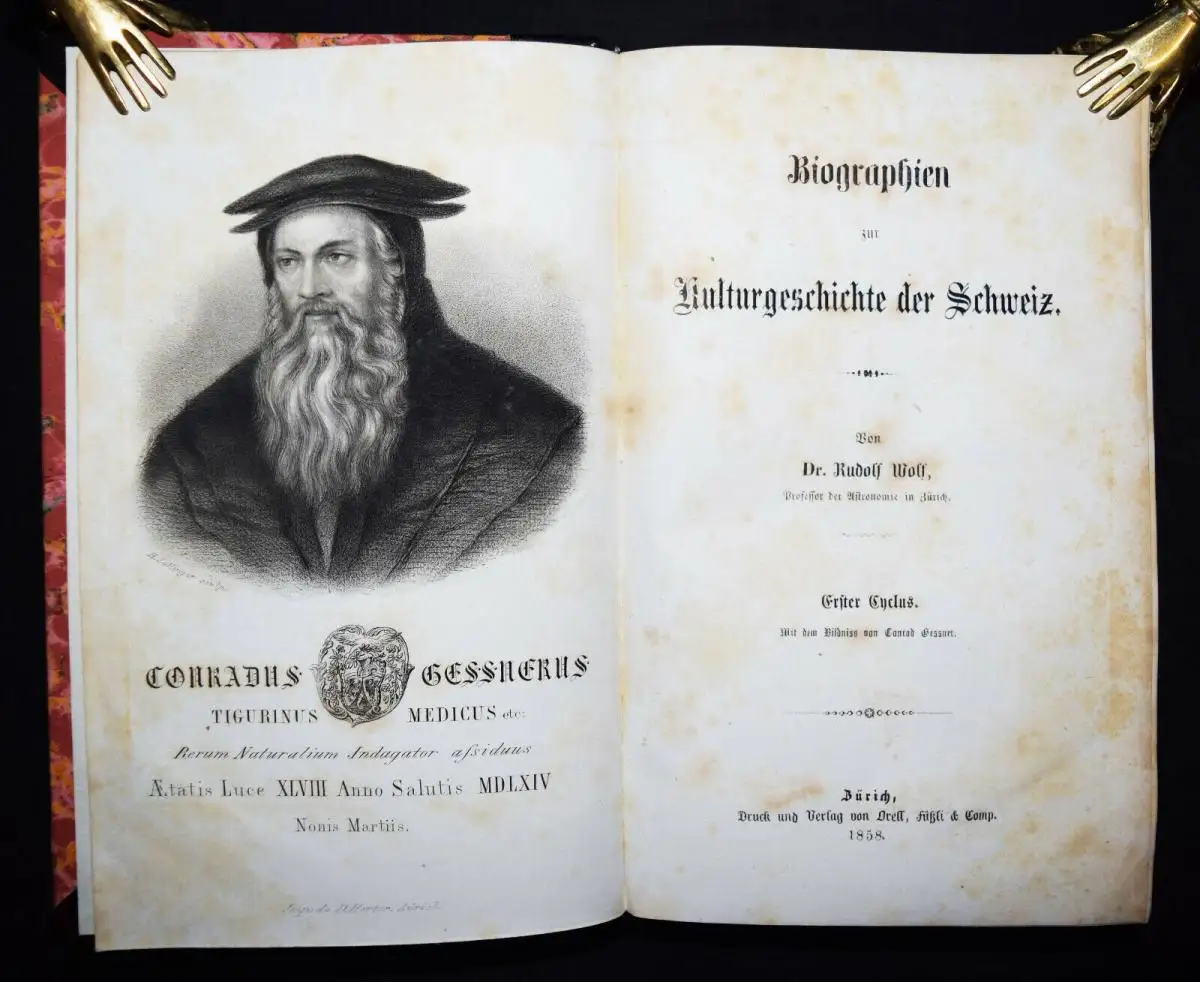 CONRADUS GESSNERUS
TIGURINUS MEDICUS etc:
Rerum Naturalium Indagator aſsiduus
Ætatis Luce XLVIII Anno Salutis MDLXIV
Nonis Martiis.
Zürich
Biographien
zur
Kulturgeschichte der Schweiz.
Von
Dr. Rudolf Wolf,
Professor der Astronomie in Zürich.
Erster Cyclus.
Mit dem Bildniss von Conrad Gessner.
Zürich,
Druck und Verlag von Orell, Füßli & Comp.
1858.